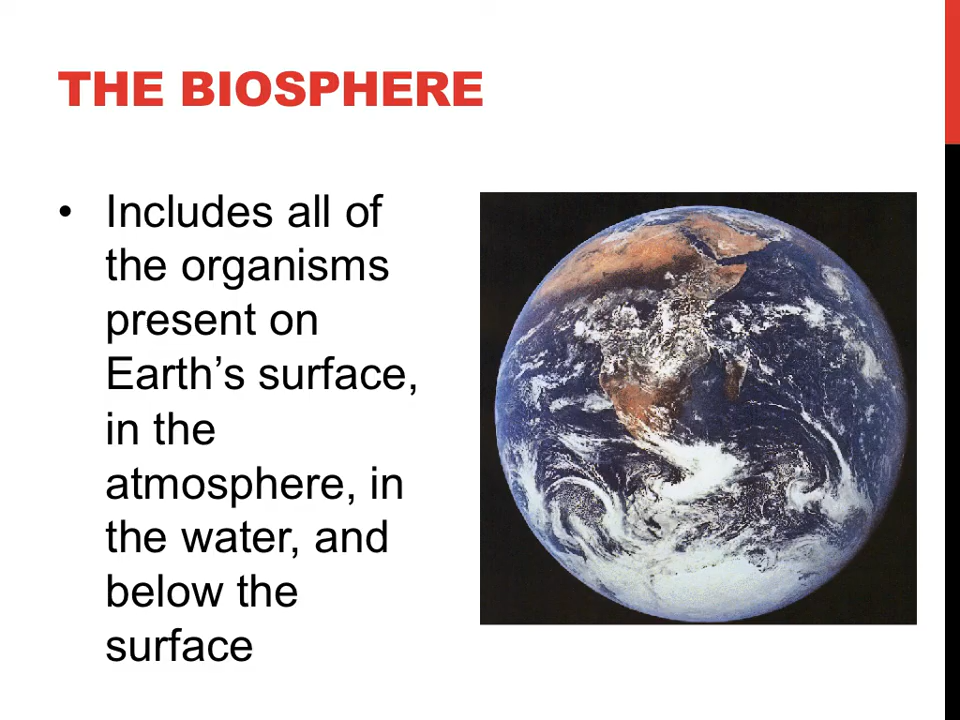 THE BIOSPHERE
• Includes all of
the organisms
present on
Earth’s surface,
in the
atmosphere, in
the water, and
below the
surface